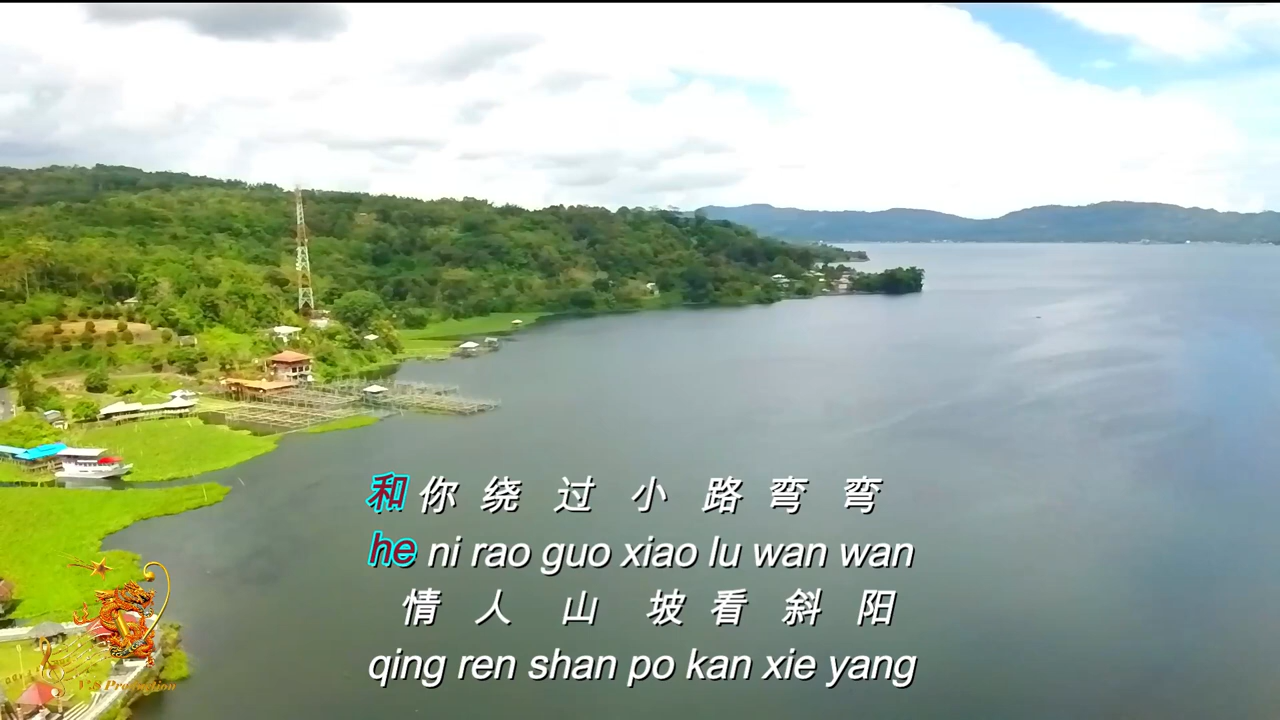 和 你 绕 过 小 路 弯 弯
he ni rao guo xiao lu wan wan
情 人 山 坡 看 斜 阳
qing ren shan po kan xie yang
V.S Production